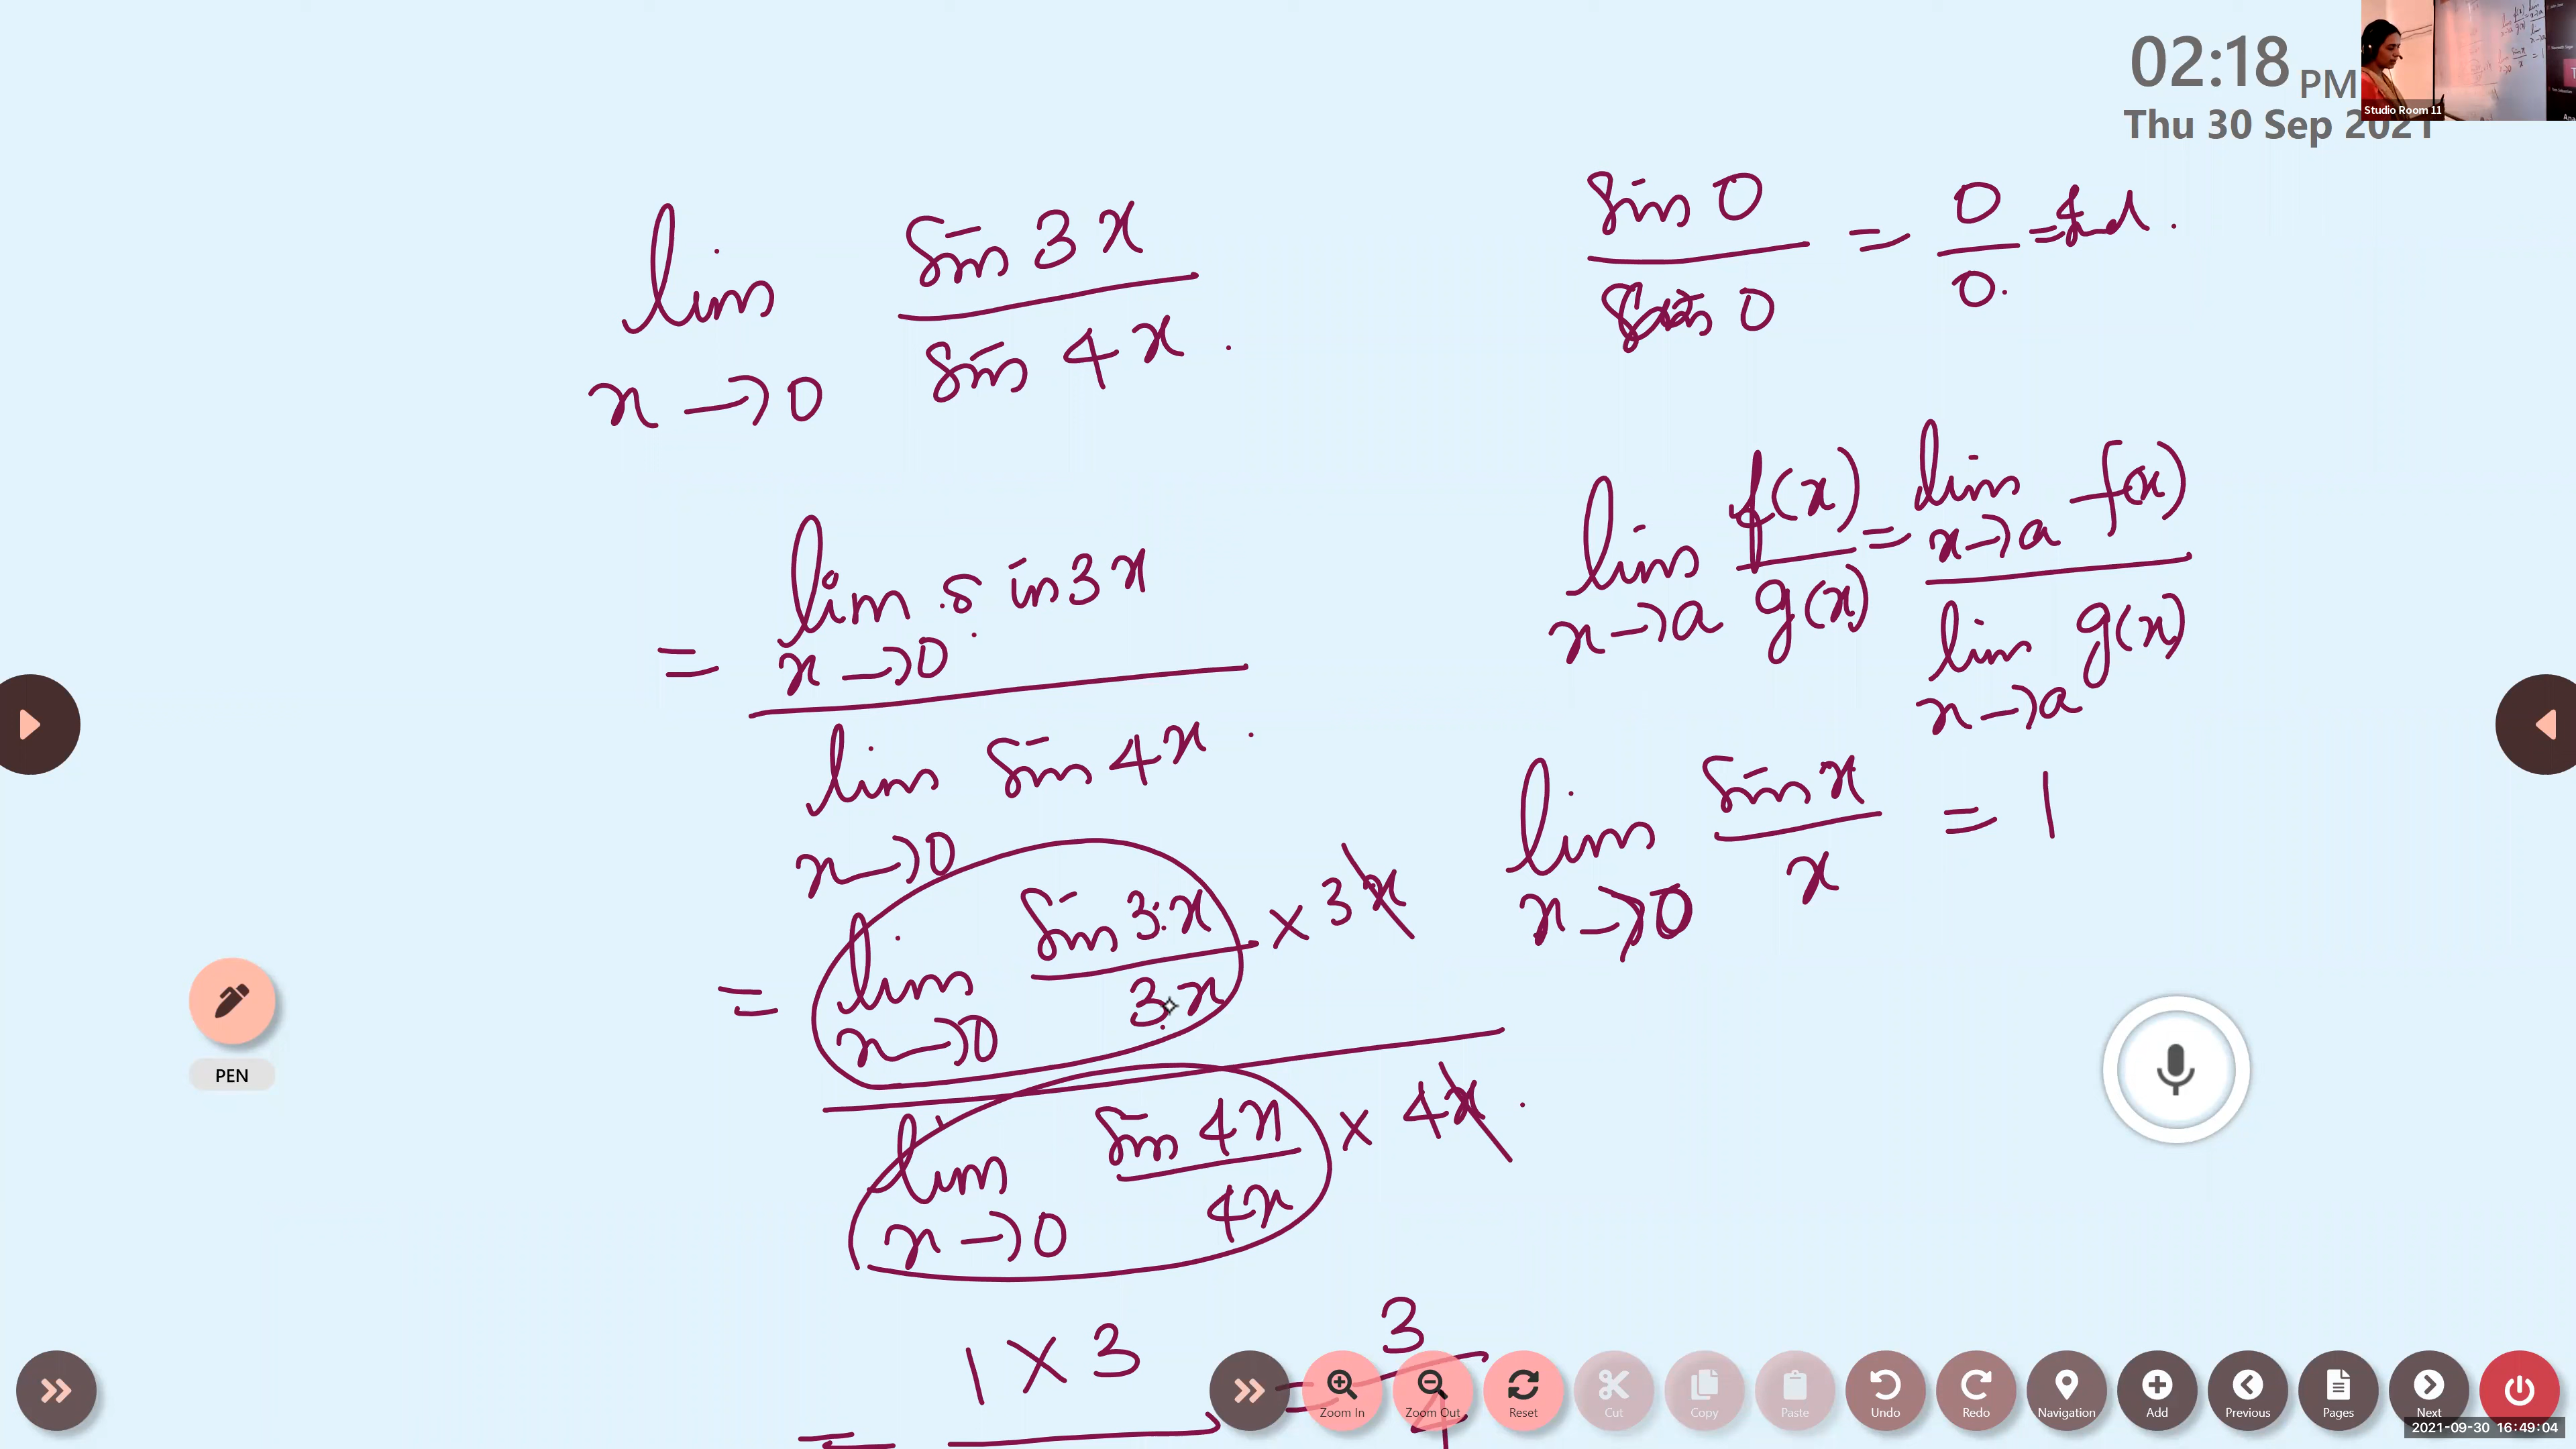 02:18 PM
Thu 30 Sep 2021
Studio Room 11
lim x→0 sin 3x / sin 4x .
sin 0 / sin 0 = 0 / 0 =
lim x→a f(x) / g(x) = lim x→a f(x) / lim x→a g(x)
= lim x→0 sin 3x / lim x→0 sin 4x .
lim x→0 sin x / x = 1
= lim x→0 sin 3x / 3x × 3x / lim x→0 sin 4x / 4x × 4x .
= 1 × 3
= 3 / 4
PEN
Zoom In
Zoom Out
Reset
Cut
Copy
Paste
Undo
Redo
Navigation
Add
Previous
Pages
Next
2021-09-30 16:49:04